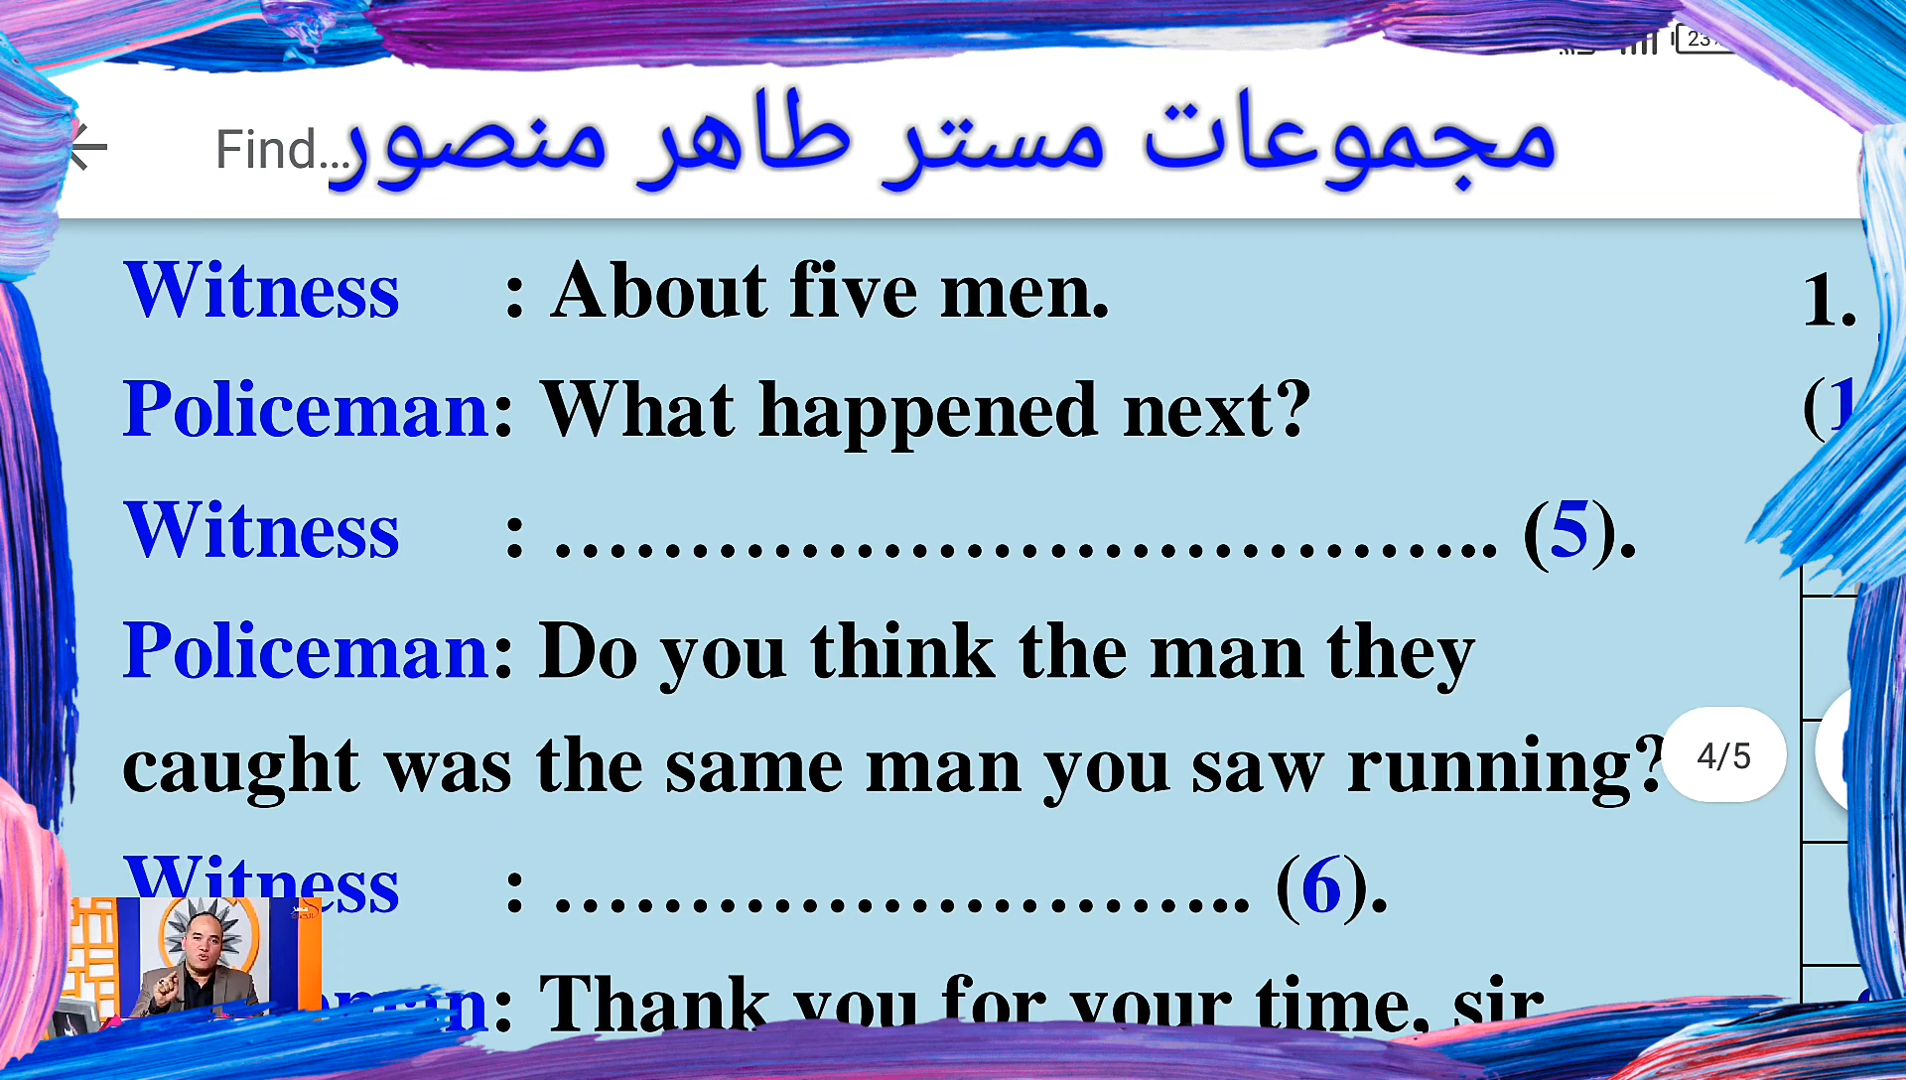 Find...
مجموعات مستر طاهر منصور
Witness : About five men.
1.
Policeman: What happened next?
(1
Witness : ……………………………….. (5).
Policeman: Do you think the man they
caught was the same man you saw running?
4/5
Witness : ……………………….. (6).
: Thank you for your time, sir